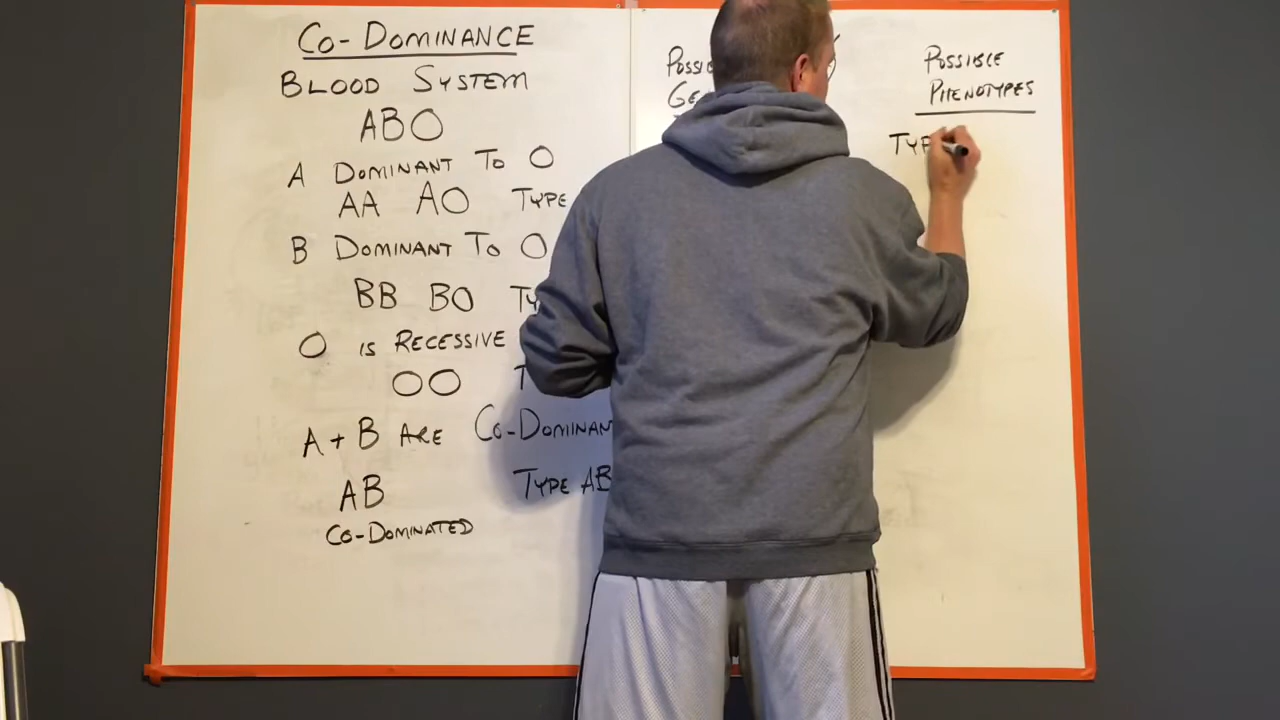 CO-DOMINANCE
BLOOD SYSTEM
ABO
A DOMINANT TO O
AA AO TYPE
B DOMINANT TO O
BB BO
O IS RECESSIVE
OO
A + B ARE CO-DOMINANT
AB TYPE AB
CO-DOMINATED
POSSIBLE
PHENOTYPES